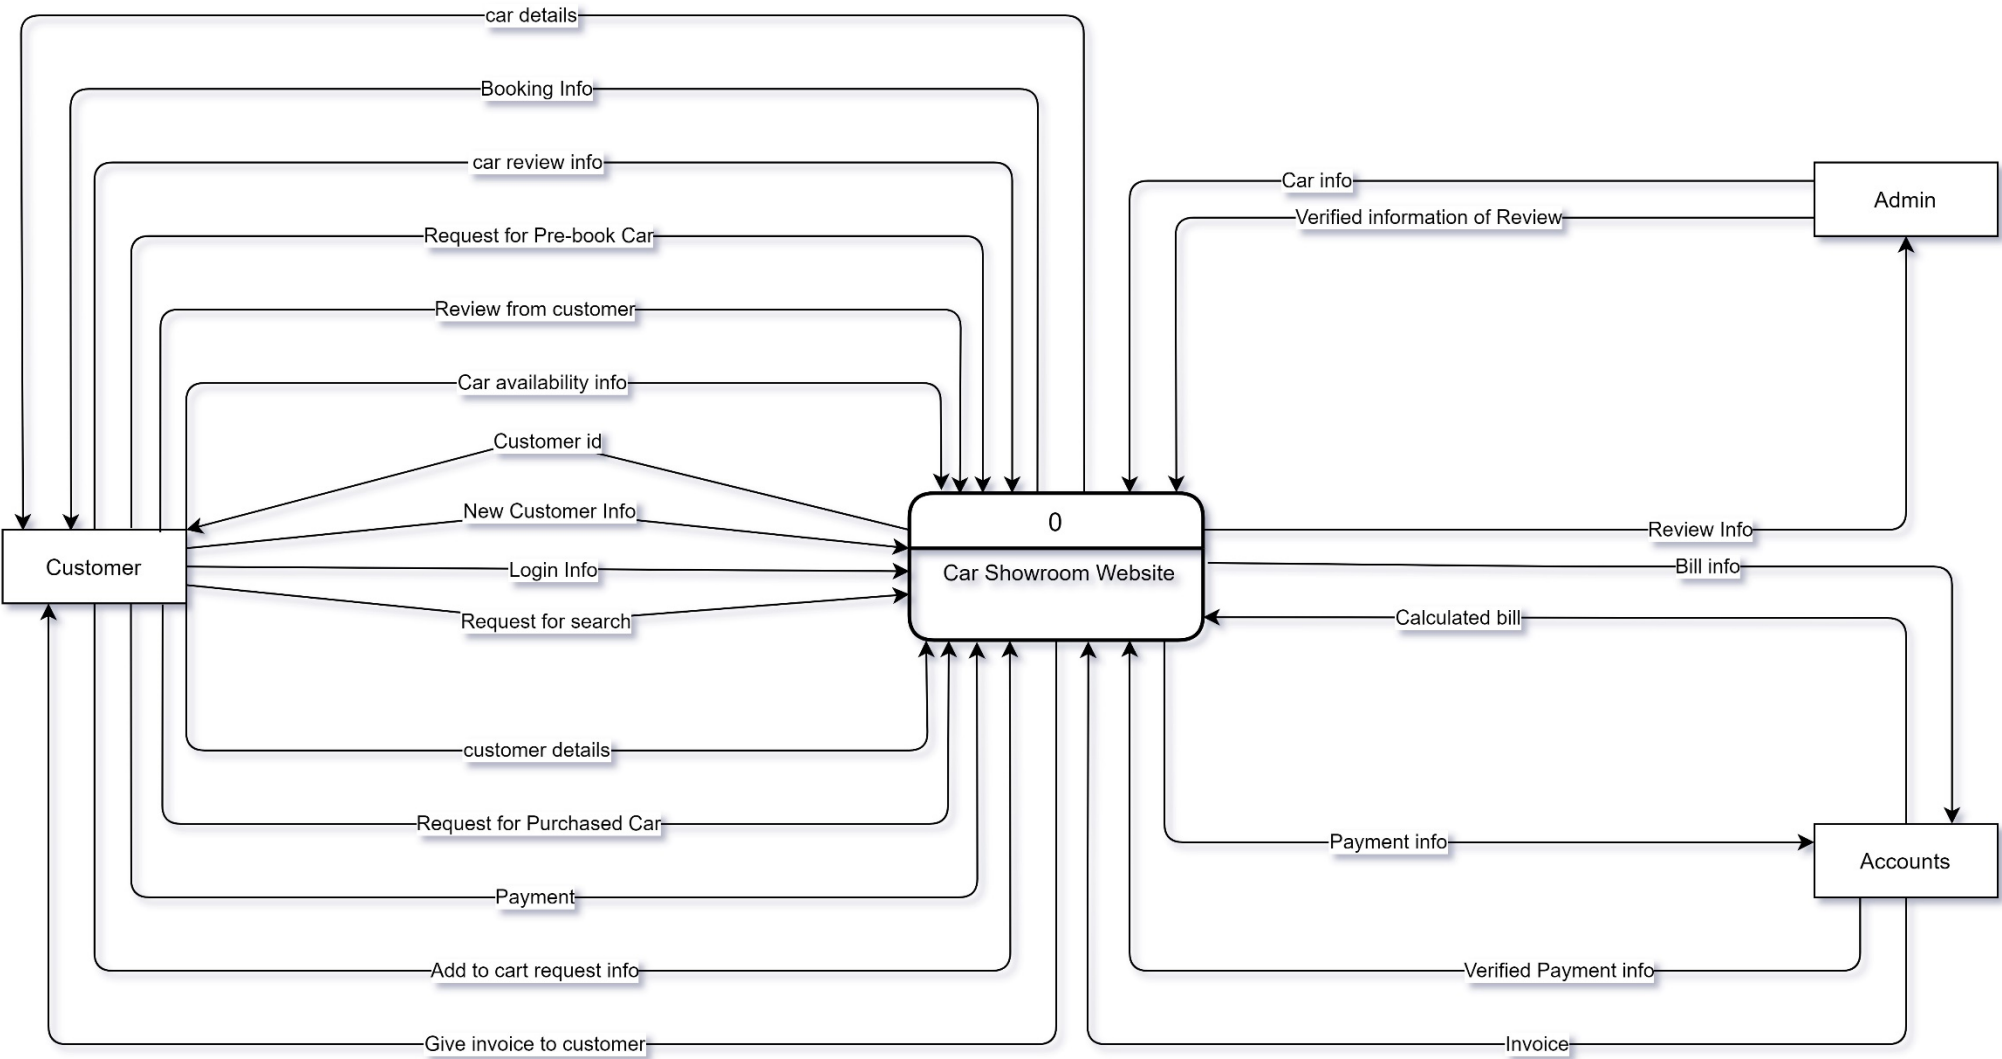 car details
Booking Info
car review info
Car info
Admin
Verified information of Review
Request for Pre-book Car
Review from customer
Car availability info
Customer id
New Customer Info
0
Review Info
Customer
Login Info
Car Showroom Website
Bill info
Request for search
Calculated bill
customer details
Request for Purchased Car
Payment info
Accounts
Payment
Add to cart request info
Verified Payment info
Give invoice to customer
Invoice